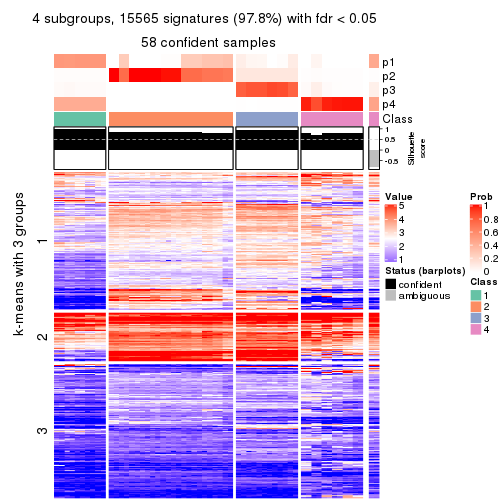 4 subgroups, 15565 signatures (97.8%) with fdr < 0.05
58 confident samples
p1
p2
p3
p4
Class
1
0.5
0
-0.5
Silhouette
score
k-means with 3 groups
1
2
3
Value
5
4
3
2
1
Prob
1
0.8
0.6
0.4
0.2
0
Status (barplots)
confident
ambiguous
Class
1
2
3
4